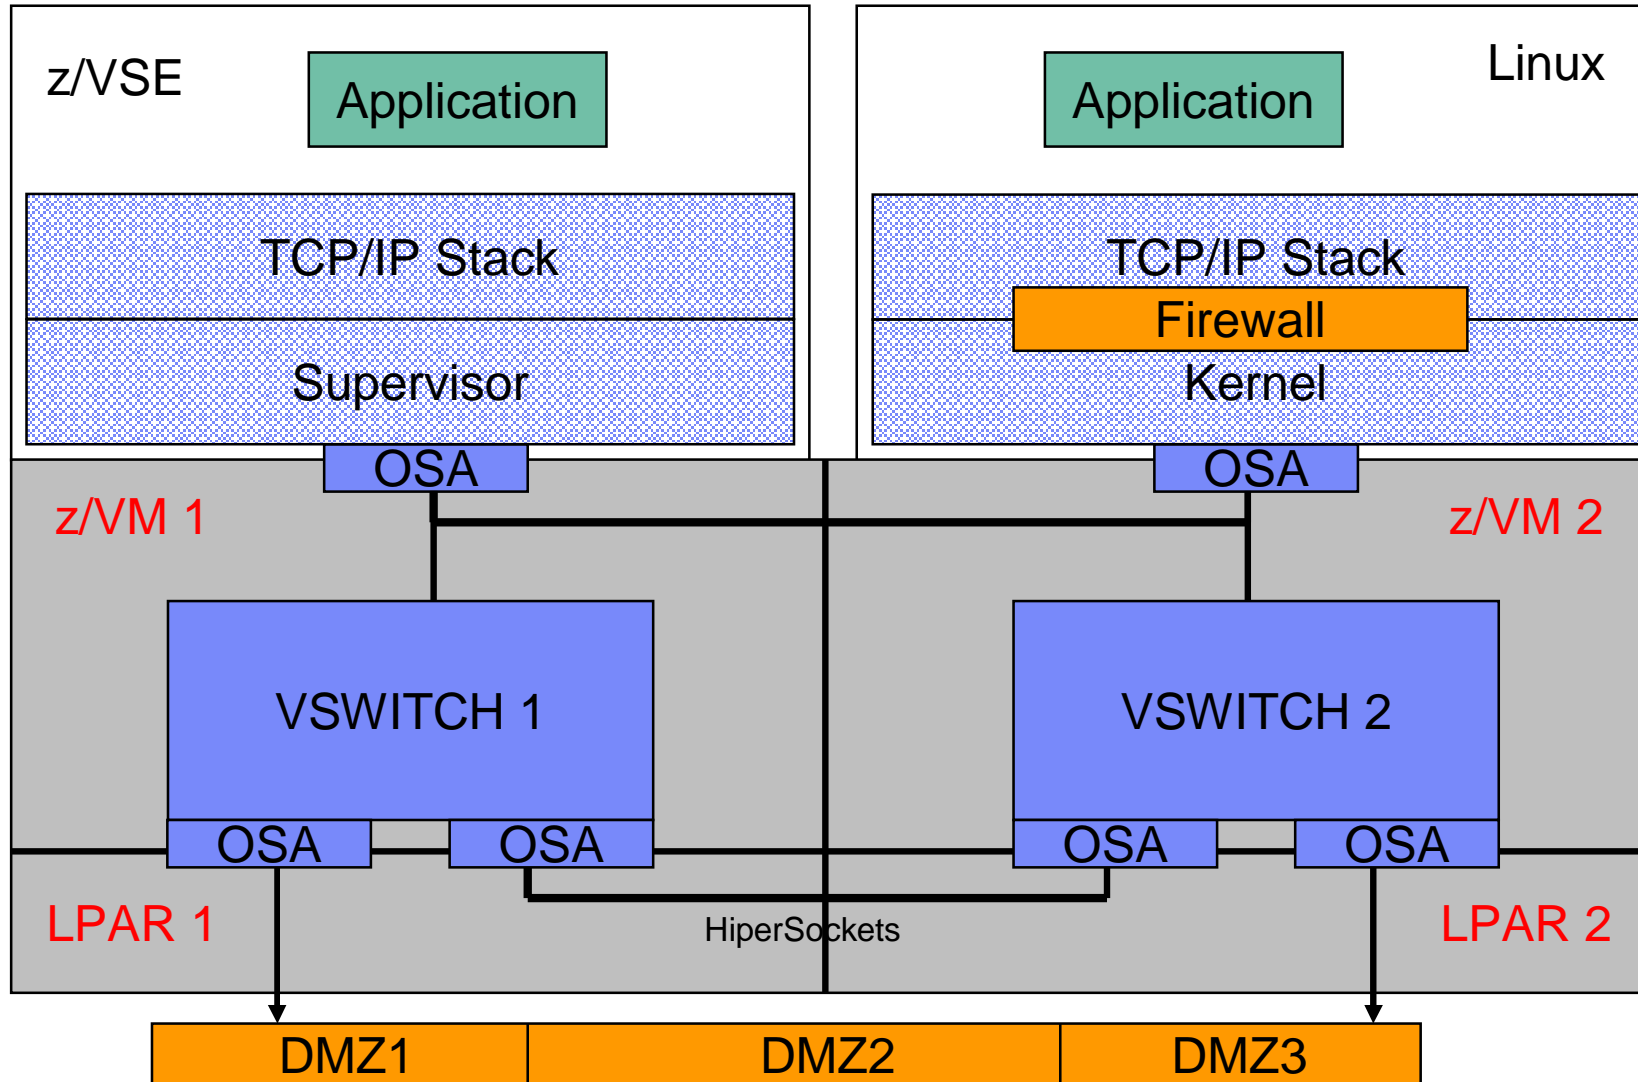 z/VSE
Application
TCP/IP Stack
Supervisor
OSA
Linux
Application
TCP/IP Stack
Firewall
Kernel
OSA
z/VM 1
z/VM 2
VSWITCH 1
VSWITCH 2
OSA
OSA
OSA
OSA
LPAR 1
HiperSockets
LPAR 2
DMZ1
DMZ2
DMZ3